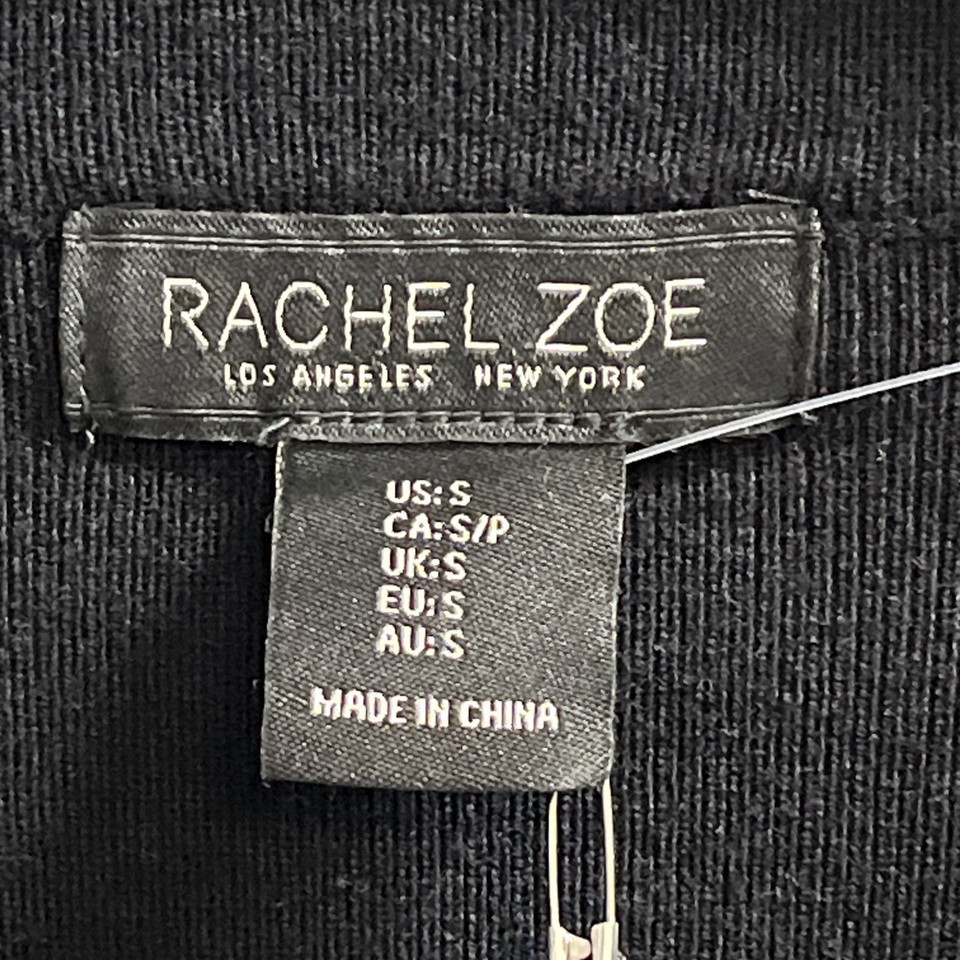 RACHEL ZOE
LOS ANGELES NEW YORK
US: S
CA: S/P
UK: S
EU: S
AU: S
MADE IN CHINA